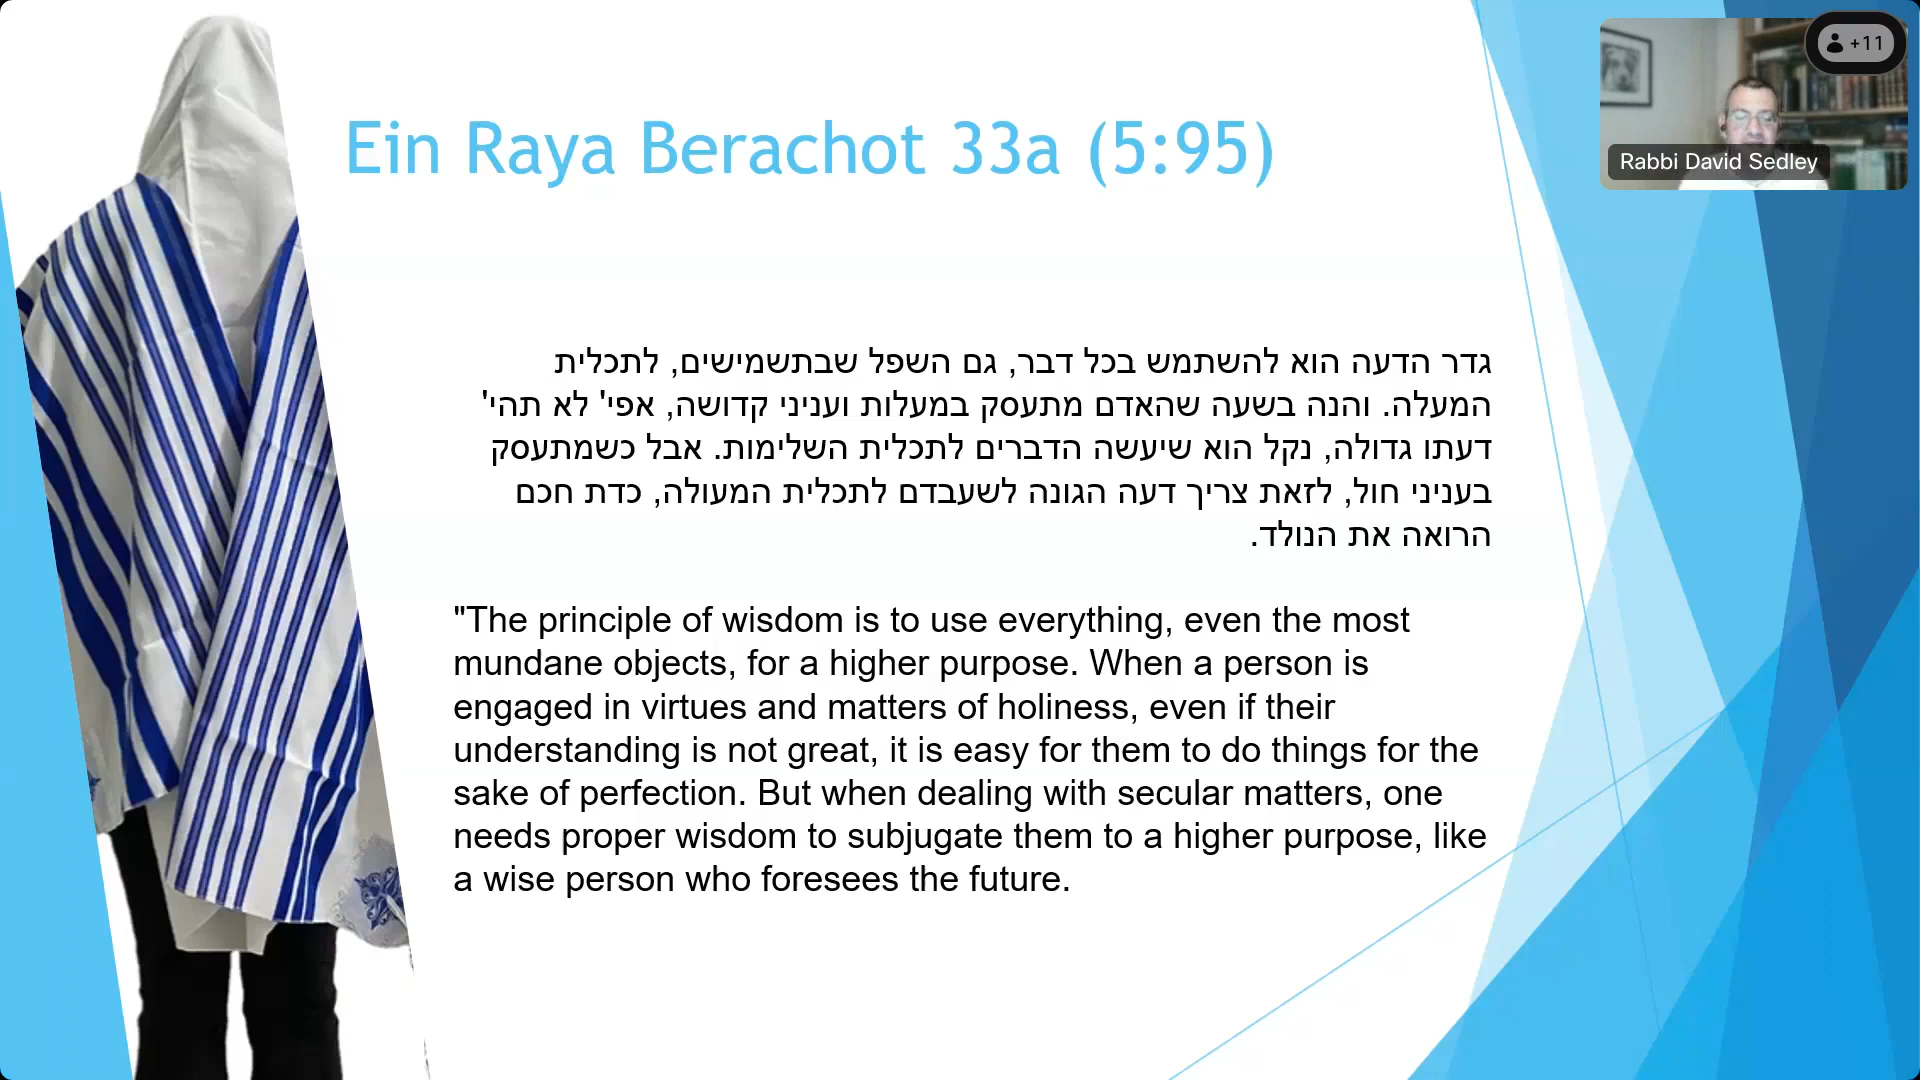 +11
Rabbi David Sedley
Ein Raya Berachot 33a (5:95)
גדר הדעה הוא להשתמש בכל דבר, גם השפל שבתשמישים, לתכלית
המעלה. והנה בשעה שהאדם מתעסק במעלות ועניני קדושה, אפי' לא תהי'
דעתו גדולה, נקל הוא שיעשה הדברים לתכלית השלימות. אבל כשמתעסק
בעניני חול, לזאת צריך דעה הגונה לשעבדם לתכלית המעולה, כדת חכם
הרואה את הנולד.
"The principle of wisdom is to use everything, even the most
mundane objects, for a higher purpose. When a person is
engaged in virtues and matters of holiness, even if their
understanding is not great, it is easy for them to do things for the
sake of perfection. But when dealing with secular matters, one
needs proper wisdom to subjugate them to a higher purpose, like
a wise person who foresees the future.